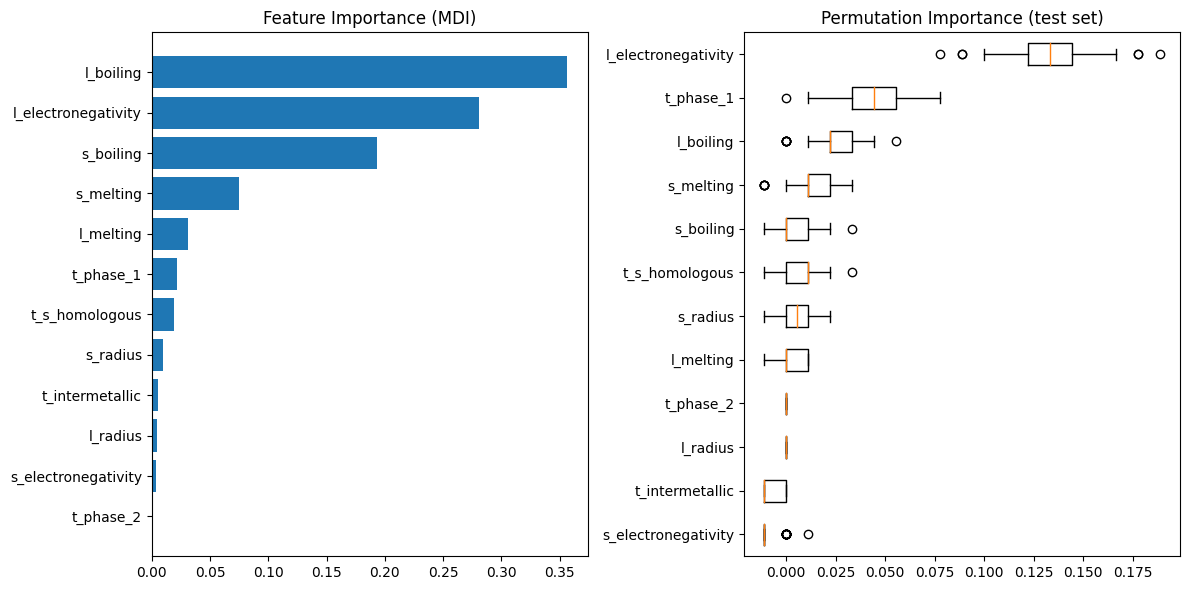 Feature Importance (MDI)
l_boiling
l_electronegativity
s_boiling
s_melting
l_melting
t_phase_1
t_s_homologous
s_radius
t_intermetallic
l_radius
s_electronegativity
t_phase_2
0.00 0.05 0.10 0.15 0.20 0.25 0.30 0.35
Permutation Importance (test set)
l_electronegativity
t_phase_1
l_boiling
s_melting
s_boiling
t_s_homologous
s_radius
l_melting
t_phase_2
l_radius
t_intermetallic
s_electronegativity
0.000 0.025 0.050 0.075 0.100 0.125 0.150 0.175